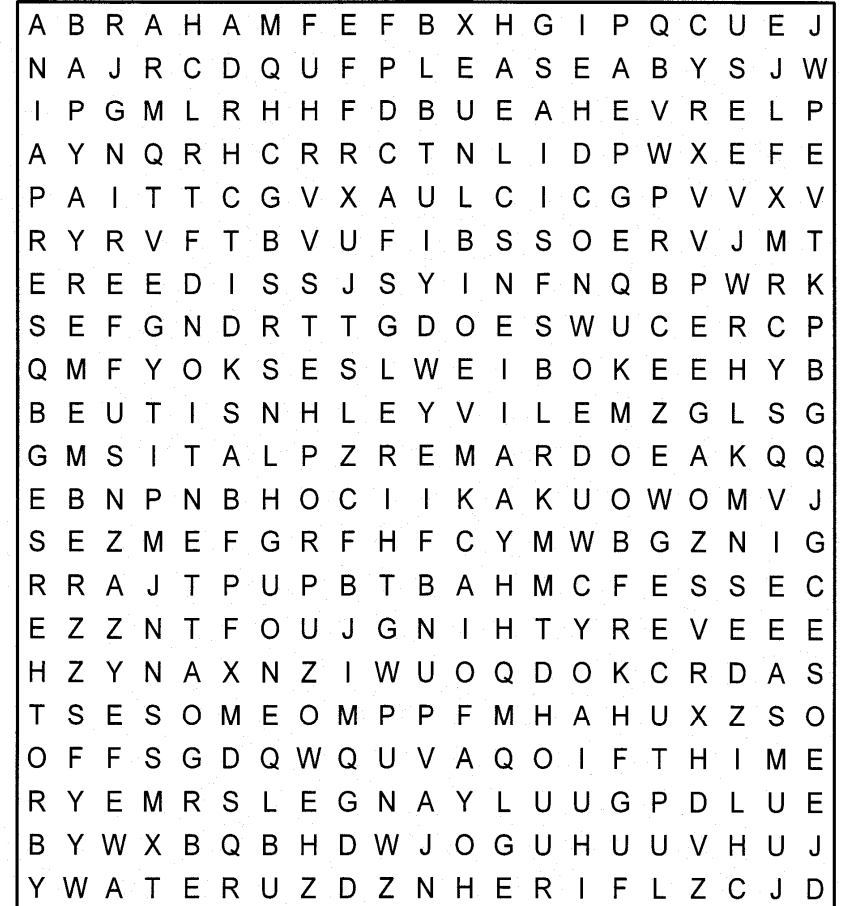 A B R A H A M F E F B X H G I P Q C U E J
N A J R C D Q U F P L E A S E A B Y S J W
I P G M L R H H F D B U E A H E V R E L P
A Y N Q R H C R R C T N L I D P W X E F E
P A I T T C G V X A U L C I C G P V V X V
R Y R V F T B V U F I B S S O E R V J M T
E R E E D I S S J S Y I N F N Q B P W R K
S E F G N D R T T G D O E S W U C E R C P
Q M F Y O K S E S L W E I B O K E E H Y B
B E U T I S N H L E Y V I L E M Z G L S G
G M S I T A L P Z R E M A R D O E A K Q Q
E B N P N B H O C I I K A K U O W O M V J
S E Z M E F G R F H F C Y M W B G Z N I G
R R A J T P U P B T B A H M C F E S S E C
E Z Z N T F O U J G N I H T Y R E V E E E
H Z Y N A X N Z I W U O Q D O K C R D A S
T S E S O M E O M P P F M H A H U X Z S O
O F F S G D Q W Q U V A Q O I F T H I M E
R Y E M R S L E G N A Y L U U G P D L U E
B Y W X B Q B H D W J O G U H U U V H U J
Y W A T E R U Z D Z N H E R I F L Z C J D